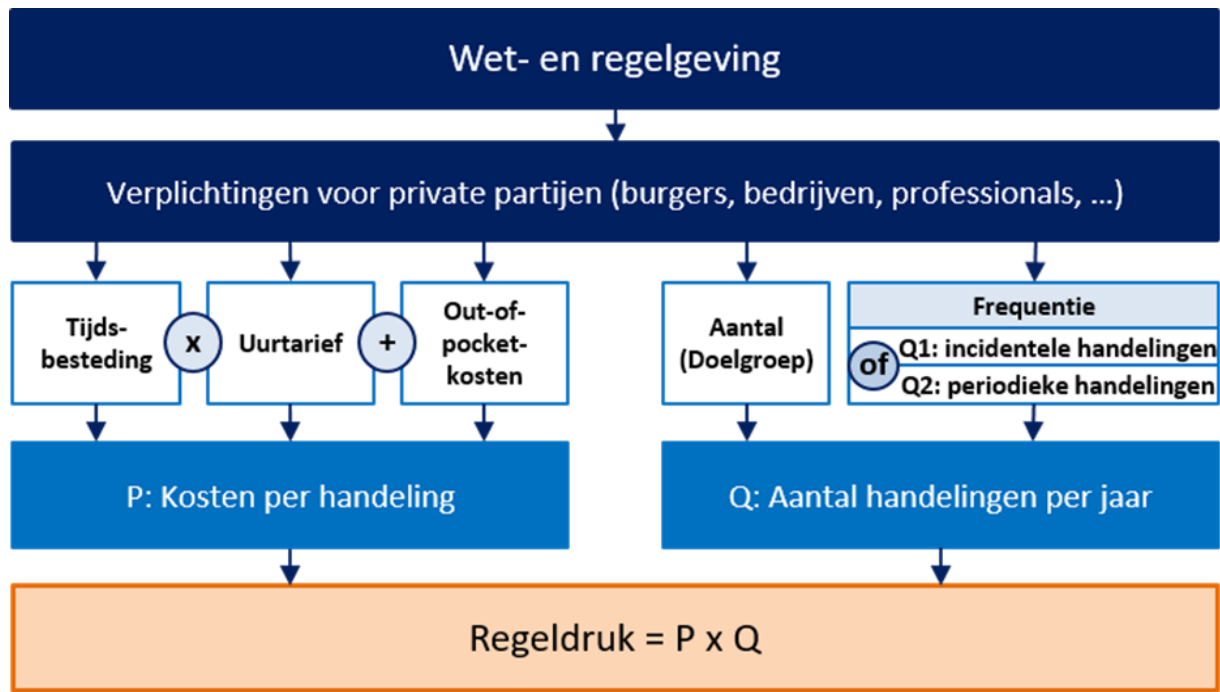 Wet- en regelgeving
Verplichtingen voor private partijen (burgers, bedrijven, professionals, ...)
Tijds-
besteding
x
Uurtarief
+
Out-of-
pocket-
kosten
Aantal
(Doelgroep)
Frequentie
of
Q1: incidentele handelingen
Q2: periodieke handelingen
P: Kosten per handeling
Q: Aantal handelingen per jaar
Regeldruk = P x Q